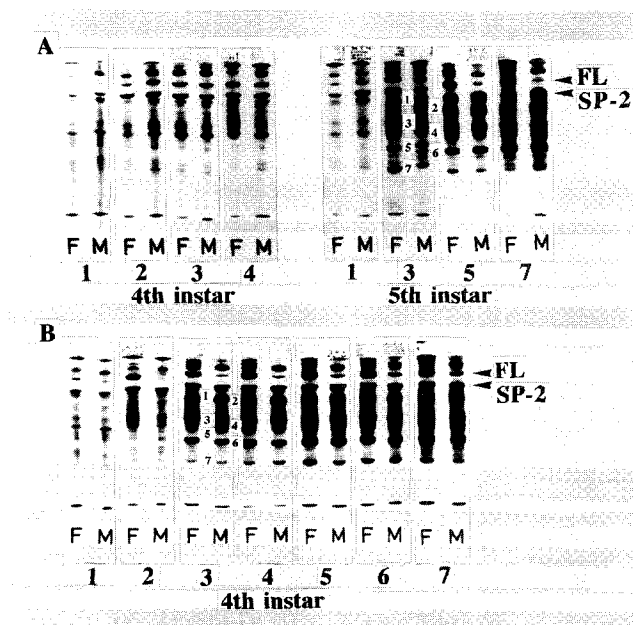 A
FL
SP-2
1
2
3
4
5
6
7
F M F M F M F M F M F M F M F M
1 2 3 4 1 3 5 7
4th instar 5th instar
B
FL
SP-2
1
2
3
4
5
6
7
F M F M F M F M F M F M F M
1 2 3 4 5 6 7
4th instar